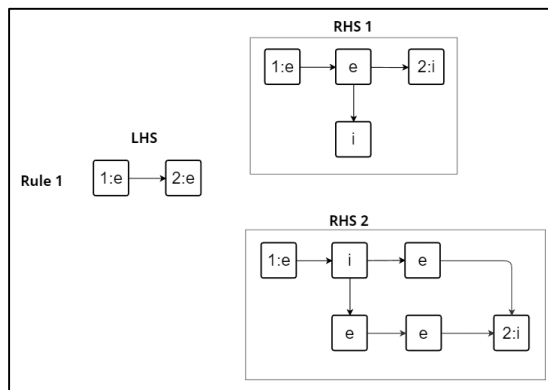 RHS 1
1:e e 2:i
i
LHS
Rule 1 1:e 2:e
RHS 2
1:e i e
e e 2:i